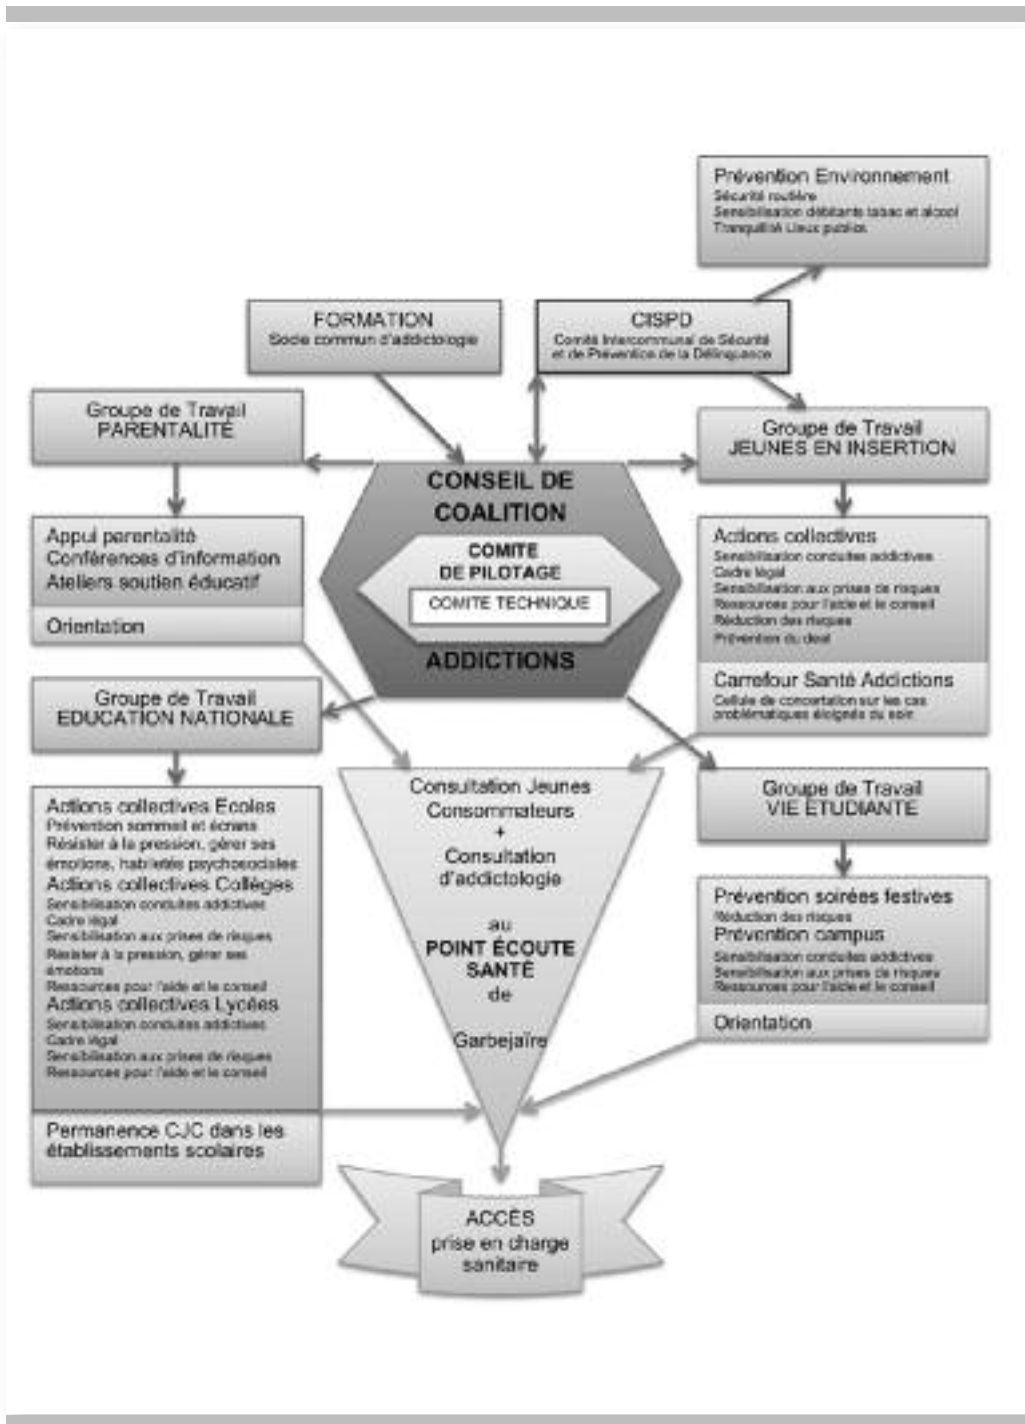 Prévention Environnement
Sécurité routière
Sensibilisation débitants tabac et alcool
Tranquillité Lieux publics
FORMATION
Socle commun d'addictologie
CISPD
Comité Intercommunal de Sécurité
et de Prévention de la Délinquance
Groupe de Travail
PARENTALITÉ
Groupe de Travail
JEUNES EN INSERTION
CONSEIL DE
COALITION
COMITE
DE PILOTAGE
COMITE TECHNIQUE
ADDICTIONS
Appui parentalité
Conférences d'information
Ateliers soutien éducatif
Orientation
Actions collectives
Sensibilisation conduites addictives
Cadre légal
Sensibilisation aux prises de risques
Ressources pour l'aide et le conseil
Réduction des risques
Prévention du deal
Carrefour Santé Addictions
Cellule de concertation sur les cas
problématiques éloignés du soin
Groupe de Travail
EDUCATION NATIONALE
Actions collectives Ecoles
Prévention sommeil et écrans
Résister à la pression, gérer ses
émotions, habiletés psychosociales
Actions collectives Collèges
Sensibilisation conduites addictives
Cadre légal
Sensibilisation aux prises de risques
Résister à la pression, gérer ses
émotions
Ressources pour l'aide et le conseil
Actions collectives Lycées
Sensibilisation conduites addictives
Cadre légal
Sensibilisation aux prises de risques
Ressources pour l'aide et le conseil
Permanence CJC dans les
établissements scolaires
Consultation Jeunes
Consommateurs
+
Consultation
d'addictologie
au
POINT ÉCOUTE
SANTÉ
de
Garbejaïre
Groupe de Travail
VIE ÉTUDIANTE
Prévention soirées festives
Réduction des risques
Prévention campus
Sensibilisation conduites addictives
Sensibilisation aux prises de risques
Ressources pour l'aide et le conseil
Orientation
ACCÈS
prise en charge
sanitaire